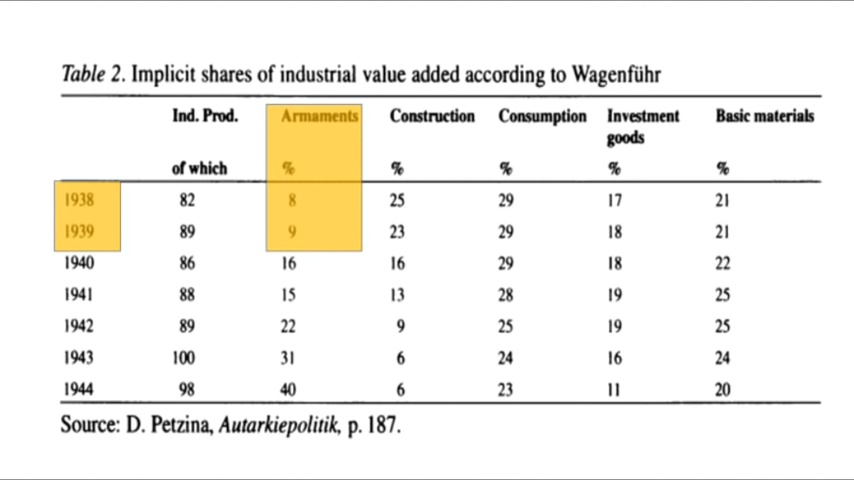 Table 2. Implicit shares of industrial value added according to Wagenführ
Ind. Prod. Armaments Construction Consumption Investment goods Basic materials
of which % % % % %
1938 82 8 25 29 17 21
1939 89 9 23 29 18 21
1940 86 16 16 29 18 22
1941 88 15 13 28 19 25
1942 89 22 9 25 19 25
1943 100 31 6 24 16 24
1944 98 40 6 23 11 20
Source: D. Petzina, Autarkiepolitik, p. 187.